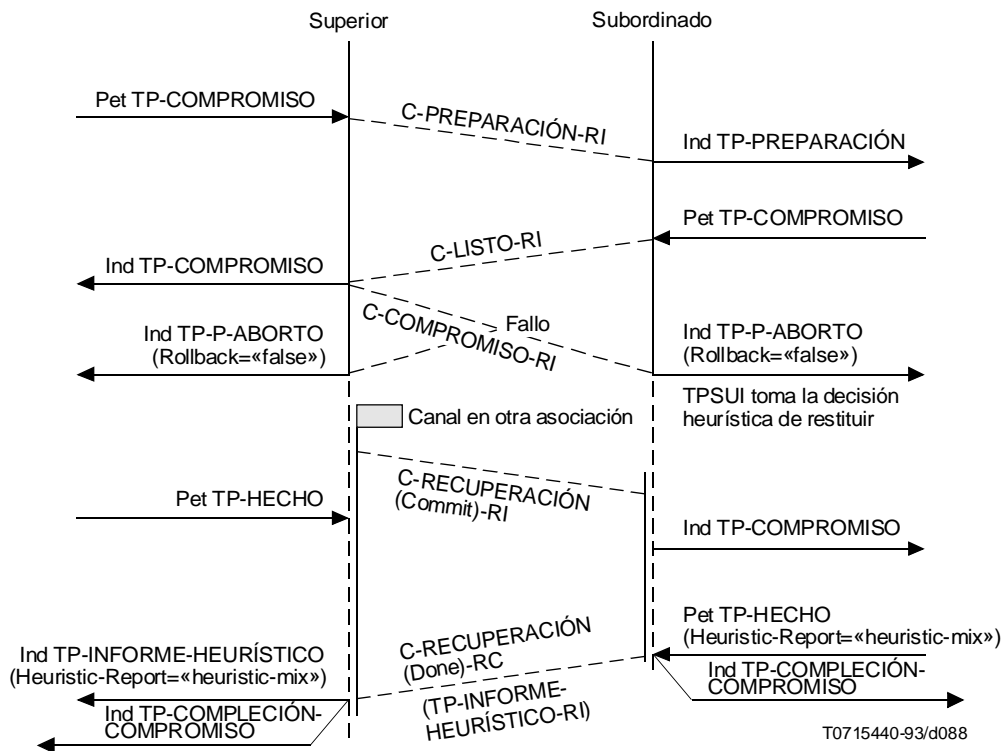 Superior
Subordinado
Pet TP-COMPROMISO
C-PREPARACIÓN-RI
Ind TP-PREPARACIÓN
Pet TP-COMPROMISO
C-LISTO-RI
Ind TP-COMPROMISO
C-COMPROMISO-RI
Fallo
Ind TP-P-ABORTO
(Rollback=«false»)
Ind TP-P-ABORTO
(Rollback=«false»)
TPSUI toma la decisión
heurística de restituir
Canal en otra asociación
C-RECUPERACIÓN
(Commit)-RI
Pet TP-HECHO
Ind TP-COMPROMISO
Pet TP-HECHO
(Heuristic-Report=«heuristic-mix»)
C-RECUPERACIÓN
(Done)-RC
Ind TP-INFORME-HEURÍSTICO
(Heuristic-Report=«heuristic-mix»)
Ind TP-COMPLECIÓN-
COMPROMISO
(TP-INFORME-
HEURÍSTICO-RI)
Ind TP-COMPLECIÓN-
COMPROMISO
T0715440-93/d088